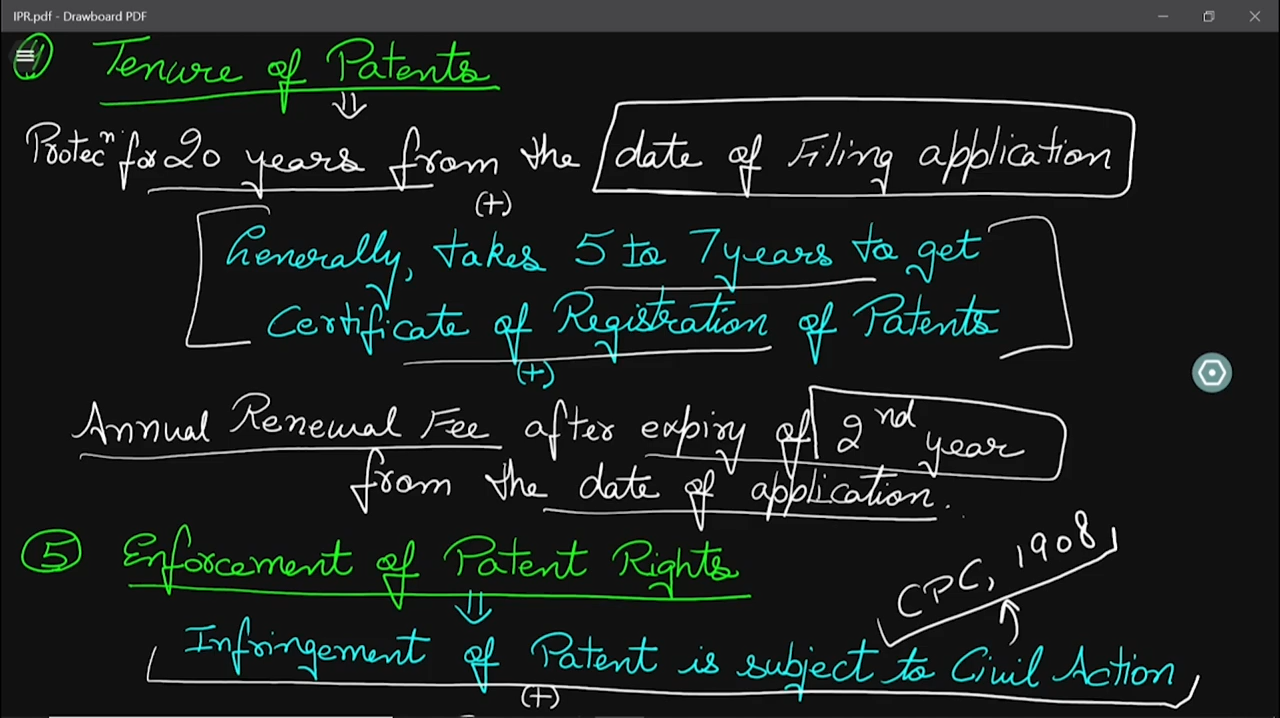 IPR.pdf - Drawboard PDF
④ Tenure of Patents
⇓
Protecⁿ for 20 years from the date of Filing application
(+)
Generally, takes 5 to 7 years to get
Certificate of Registration of Patents
(+)
Annual Renewal Fee after expiry of 2nd year
from the date of application.
⑤ Enforcement of Patent Rights
⇓
CPC, 1908
Infringement of Patent is subject to Civil Action
(+)